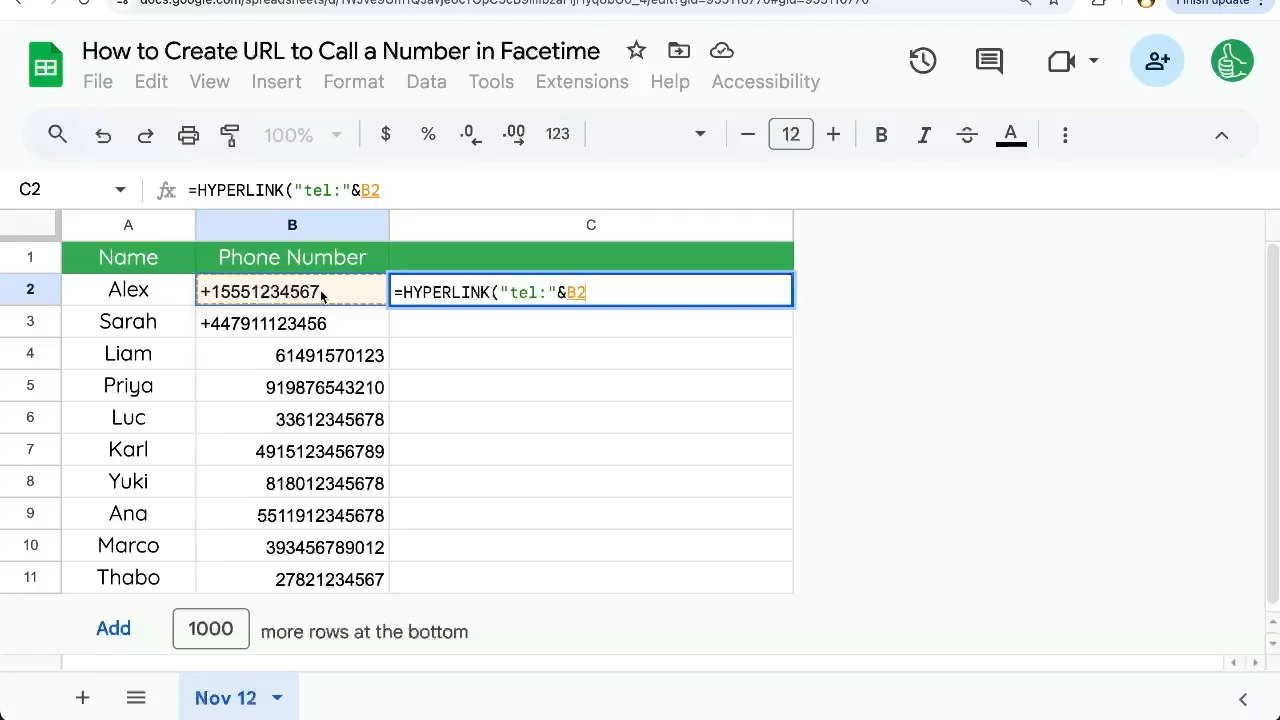 How to Create URL to Call a Number in Facetime
File Edit View Insert Format Data Tools Extensions Help Accessibility
100% $ % .0 .00 123 12 B I A
C2 fx =HYPERLINK("tel:"&B2
A B C
1 Name Phone Number
2 Alex +15551234567 =HYPERLINK("tel:"&B2
3 Sarah +447911123456
4 Liam 61491570123
5 Priya 919876543210
6 Luc 33612345678
7 Karl 4915123456789
8 Yuki 818012345678
9 Ana 5511912345678
10 Marco 393456789012
11 Thabo 27821234567
Add 1000 more rows at the bottom
Nov 12